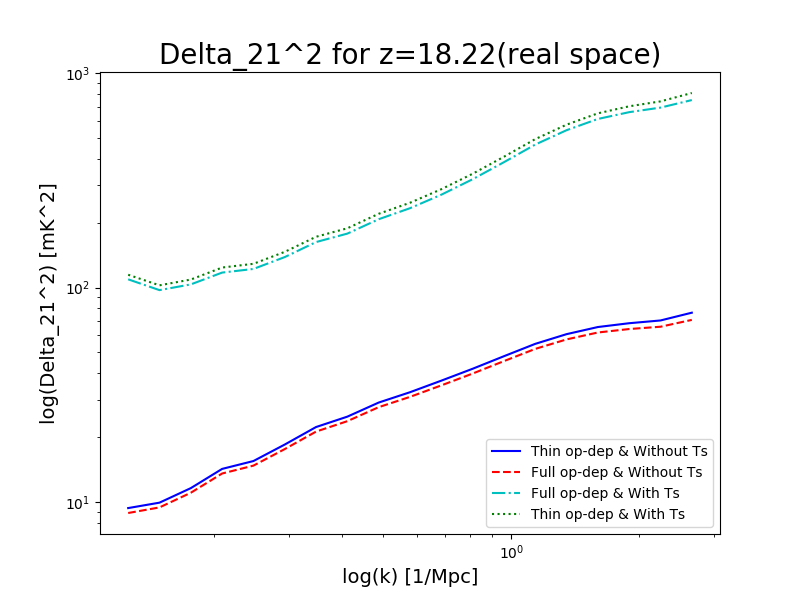 Delta_21^2 for z=18.22(real space)
log(Delta_21^2) [mK^2]
10^3
10^2
10^1
Thin op-dep & Without Ts
Full op-dep & Without Ts
Full op-dep & With Ts
Thin op-dep & With Ts
10^0
log(k) [1/Mpc]